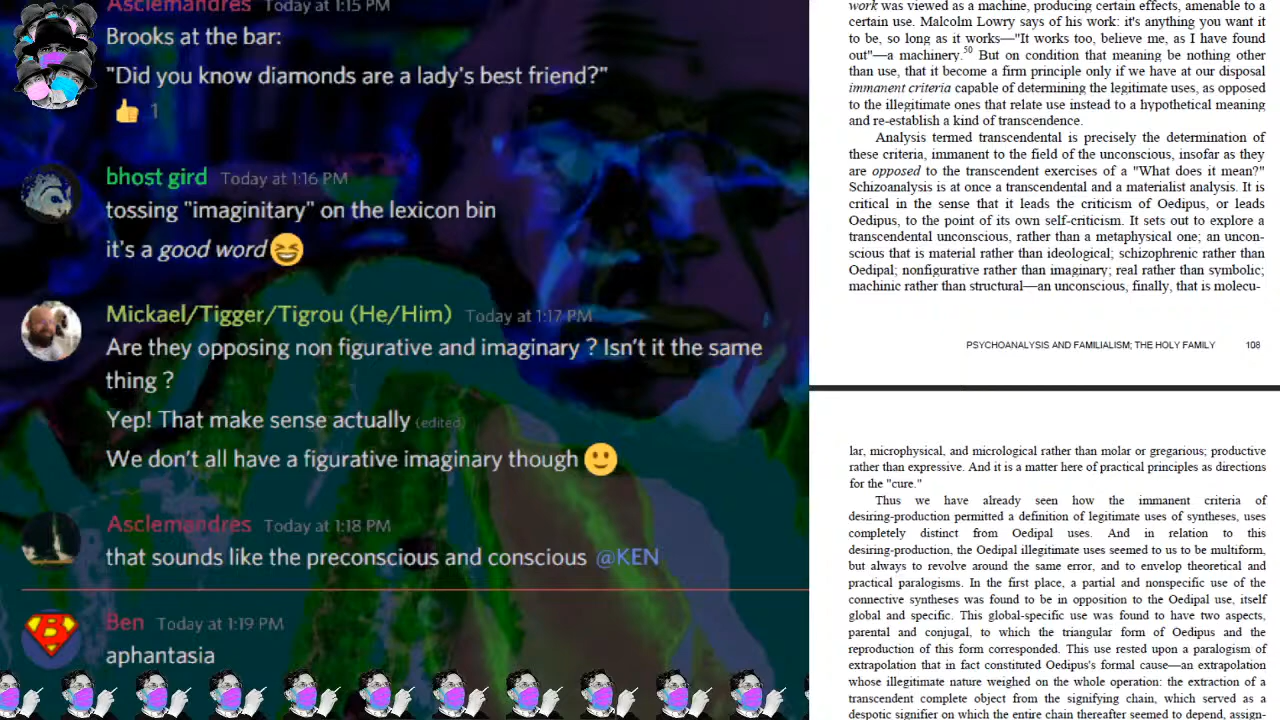 Asclemandres Today at 1:15 PM
Brooks at the bar:
"Did you know diamonds are a lady's best friend?"
1
bhost gird Today at 1:16 PM
tossing "imaginitary" on the lexicon bin
it's a good word
Mickael/Tigger/Tigrou (He/Him) Today at 1:17 PM
Are they opposing non figurative and imaginary ? Isn't it the same
thing ?
Yep! That make sense actually (edited)
We don't all have a figurative imaginary though
Asclemandres Today at 1:18 PM
that sounds like the preconscious and conscious @KEN
Ben Today at 1:19 PM
aphantasia
work was viewed as a machine, producing certain effects, amenable to a
certain use. Malcolm Lowry says of his work: it's anything you want it
to be, so long as it works—"It works too, believe me, as I have found
out"—a machinery.50 But on condition that meaning be nothing other
than use, that it become a firm principle only if we have at our disposal
immanent criteria capable of determining the legitimate uses, as opposed
to the illegitimate ones that relate use instead to a hypothetical meaning
and re-establish a kind of transcendence.
Analysis termed transcendental is precisely the determination of
these criteria, immanent to the field of the unconscious, insofar as they
are opposed to the transcendent exercises of a "What does it mean?"
Schizoanalysis is at once a transcendental and a materialist analysis. It is
critical in the sense that it leads the criticism of Oedipus, or leads
Oedipus, to the point of its own self-criticism. It sets out to explore a
transcendental unconscious, rather than a metaphysical one; an uncon-
scious that is material rather than ideological; schizophrenic rather than
Oedipal; nonfigurative rather than imaginary; real rather than symbolic;
machinic rather than structural—an unconscious, finally, that is molecu-
PSYCHOANALYSIS AND FAMILIALISM; THE HOLY FAMILY 108
lar, microphysical, and micrological rather than molar or gregarious; productive
rather than expressive. And it is a matter here of practical principles as directions
for the "cure."
Thus we have already seen how the immanent criteria of
desiring-production permitted a definition of legitimate uses of syntheses, uses
completely distinct from Oedipal uses. And in relation to this
desiring-production, the Oedipal illegitimate uses seemed to us to be multiform,
but always to revolve around the same error, and to envelop theoretical and
practical paralogisms. In the first place, a partial and nonspecific use of the
connective syntheses was found to be in opposition to the Oedipal use, itself
global and specific. This global-specific use was found to have two aspects,
parental and conjugal, to which the triangular form of Oedipus and the
reproduction of this form corresponded. This use rested upon a paralogism of
extrapolation that in fact constituted Oedipus's formal cause—an extrapolation
whose illegitimate nature weighed on the whole operation: the extraction of a
transcendent complete object from the signifying chain, which served as a
despotic signifier on which the entire chain thereafter seemed to depend, assign-